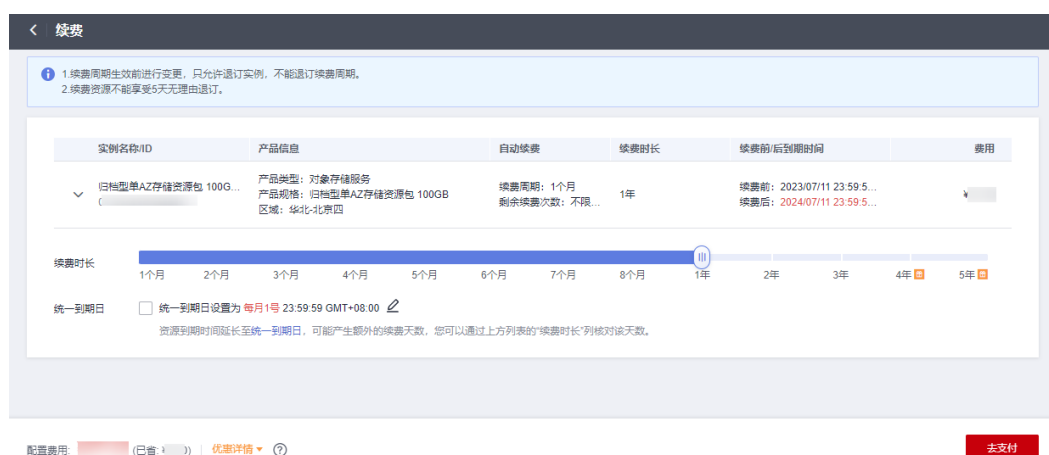 续费
1.续费周期生效前进行变更，只允许退订实例，不能退订续费周期。
2.续费资源不能享受5天无理由退订。
实例名称/ID 产品信息 自动续费 续费时长 续费前/后到期时间 费用
归档型单AZ存储资源包 100G...
产品类型：对象存储服务
产品规格：归档型单AZ存储资源包 100GB
区域：华北-北京四
续费周期：1个月
剩余续费次数：不限...
1年
续费前：2023/07/11 23:59:5...
续费后：2024/07/11 23:59:5...
¥
续费时长
1个月 2个月 3个月 4个月 5个月 6个月 7个月 8个月 1年 2年 3年 4年 5年
统一到期日 统一到期日设置为 每月1号 23:59:59 GMT+08:00
资源到期时间延长至统一到期日，可能产生额外的续费天数，您可以通过上方列表的“续费时长”列核对该天数。
配置费用: (已省: ¥ )) 优惠详情
去支付